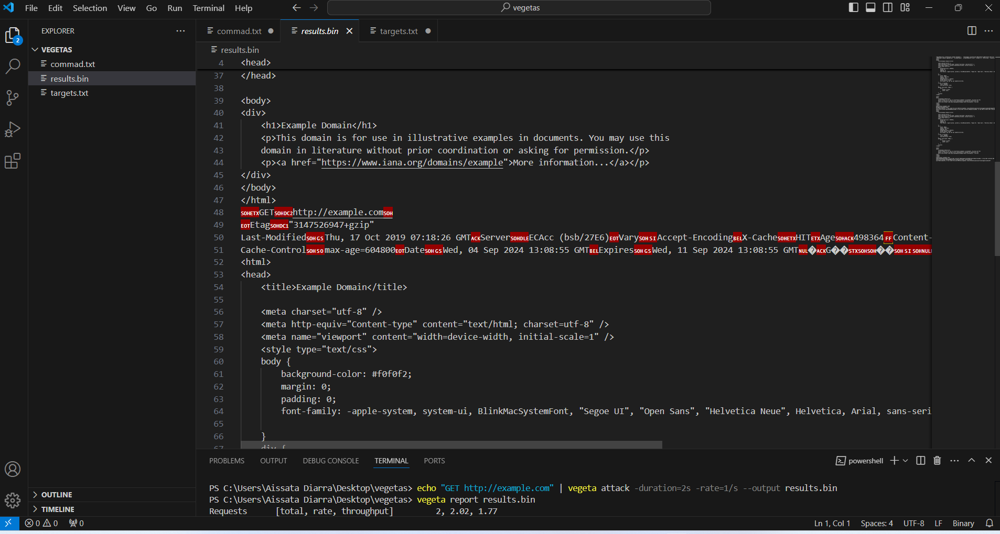 File Edit Selection View Go Run Terminal Help
vegetas
EXPLORER
2
VEGETAS
commad.txt
results.bin
targets.txt
OUTLINE
TIMELINE
commad.txt
results.bin
targets.txt
results.bin
4 <head>
37 </head>
38
39 <body>
40 <div>
41 <h1>Example Domain</h1>
42 <p>This domain is for use in illustrative examples in documents. You may use this
43 domain in literature without prior coordination or asking for permission.</p>
44 <p><a href="https://www.iana.org/domains/example">More information...</a></p>
45 </div>
46 </body>
47 </html>
48 SOHETXGETSOHDC2http://example.comSOH
49 EOTEtagSOHDC1"3147526947+gzip"
50 Last-ModifiedSOHGSThu, 17 Oct 2019 07:18:26 GMTACKServerSOHDLEECAcc (bsb/27E6)EOTVarySOHSIAccept-EncodingBELX-CacheSOHETXHITETXAgeSOHACK498364FFContent-
51 Cache-ControlSOHSOmax-age=604800EOTDateSOHGSWed, 04 Sep 2024 13:08:55 GMTBELExpiresSOHGSWed, 11 Sep 2024 13:08:55 GMTNUL�ACKG��STXSOHSOH��SOHSISOHNUL
52 <html>
53 <head>
54 <title>Example Domain</title>
55
56 <meta charset="utf-8" />
57 <meta http-equiv="Content-type" content="text/html; charset=utf-8" />
58 <meta name="viewport" content="width=device-width, initial-scale=1" />
59 <style type="text/css">
60 body {
61 background-color: #f0f0f2;
62 margin: 0;
63 padding: 0;
64 font-family: -apple-system, system-ui, BlinkMacSystemFont, "Segoe UI", "Open Sans", "Helvetica Neue", Helvetica, Arial, sans-seri
65
66 }
67 div {
PROBLEMS OUTPUT DEBUG CONSOLE TERMINAL PORTS
powershell
PS C:\Users\Aissata Diarra\Desktop\vegetas> echo "GET http://example.com" | vegeta attack -duration=2s -rate=1/s --output results.bin
PS C:\Users\Aissata Diarra\Desktop\vegetas> vegeta report results.bin
Requests [total, rate, throughput] 2, 2.02, 1.77
0 0 0
Ln 1, Col 1 Spaces: 4 UTF-8 LF Binary